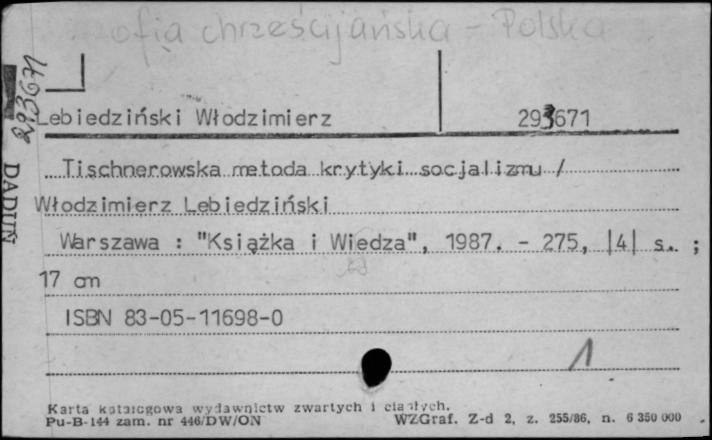 ofia chrześcijańska - Polska
Lebiedziński Włodzimierz 293671
Tischnerowska metoda krytyki socjalizmu /
Włodzimierz Lebiedziński
Warszawa : "Książka i Wiedza", 1987. - 275, |4| s. ;
17 cm
ISBN 83-05-11698-0
1
Karta katalogowa wydawnictw zwartych i ciągłych.
Pu-B-144 zam. nr 446/DW/ON WZGraf. Z-d 2, z. 255/86, n. 6 350 000